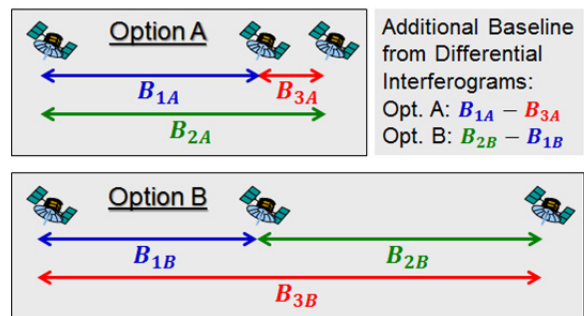 Option A
B1A
B3A
B2A
Additional Baseline
from Differential
Interferograms:
Opt. A: B1A − B3A
Opt. B: B2B − B1B
Option B
B1B
B2B
B3B